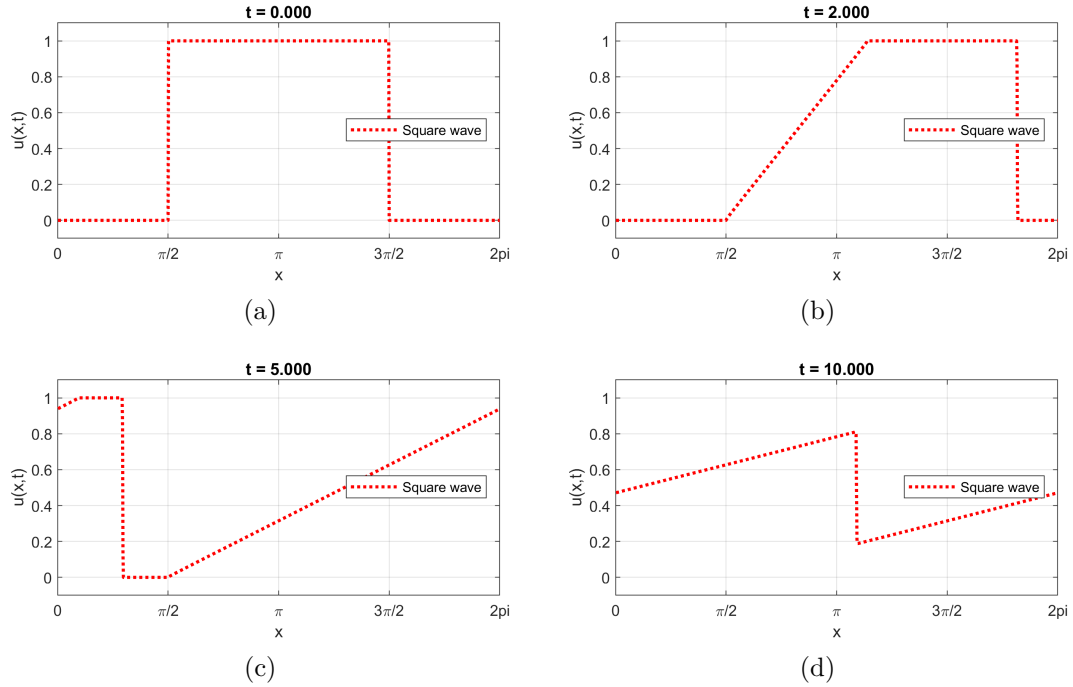 t = 0.000
u(x,t)
1
0.8
0.6
0.4
0.2
0
Square wave
0 π/2 π 3π/2 2pi
x
(a)
t = 2.000
u(x,t)
1
0.8
0.6
0.4
0.2
0
Square wave
0 π/2 π 3π/2 2pi
x
(b)
t = 5.000
u(x,t)
1
0.8
0.6
0.4
0.2
0
Square wave
0 π/2 π 3π/2 2pi
x
(c)
t = 10.000
u(x,t)
1
0.8
0.6
0.4
0.2
0
Square wave
0 π/2 π 3π/2 2pi
x
(d)